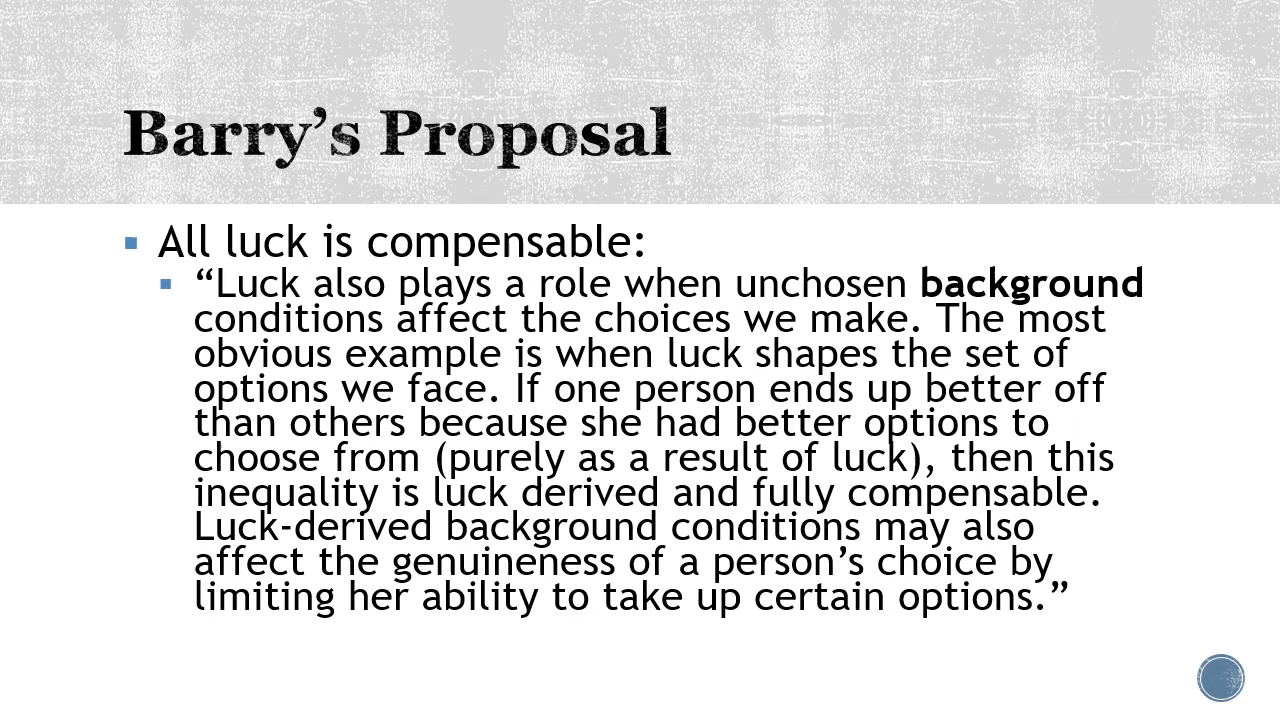 Barry’s Proposal
All luck is compensable:
“Luck also plays a role when unchosen background
conditions affect the choices we make. The most
obvious example is when luck shapes the set of
options we face. If one person ends up better off
than others because she had better options to
choose from (purely as a result of luck), then this
inequality is luck derived and fully compensable.
Luck-derived background conditions may also
affect the genuineness of a person’s choice by
limiting her ability to take up certain options.”